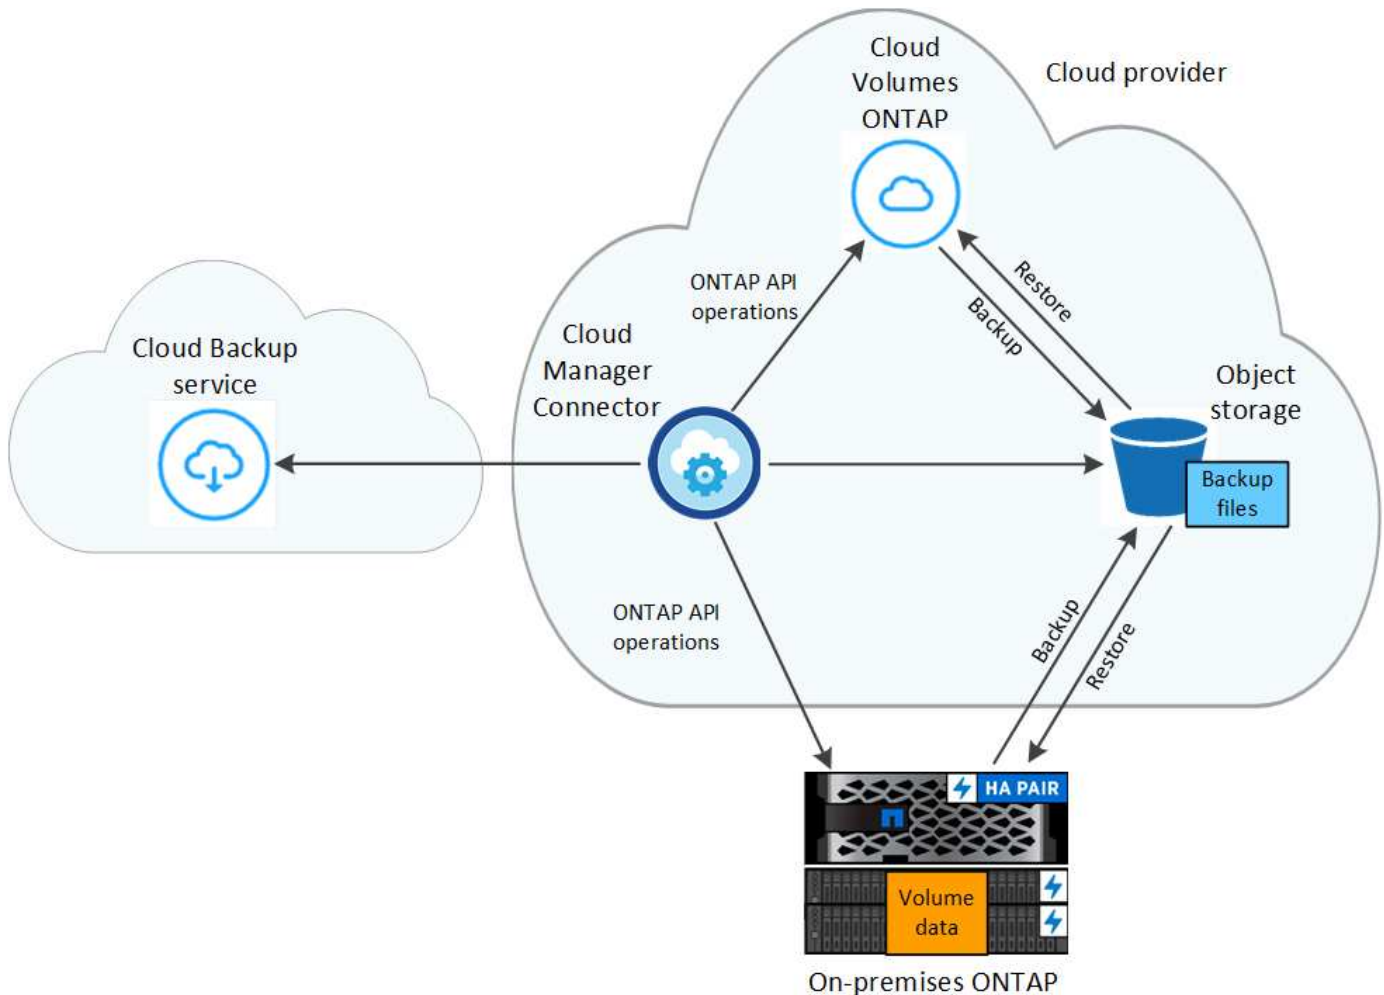 Cloud
Volumes
ONTAP
Cloud provider
ONTAP API
operations
Restore
Backup
Cloud Backup
service
Cloud
Manager
Connector
Object
storage
Backup
files
ONTAP API
operations
Backup
Restore
HA PAIR
Volume
data
On-premises ONTAP